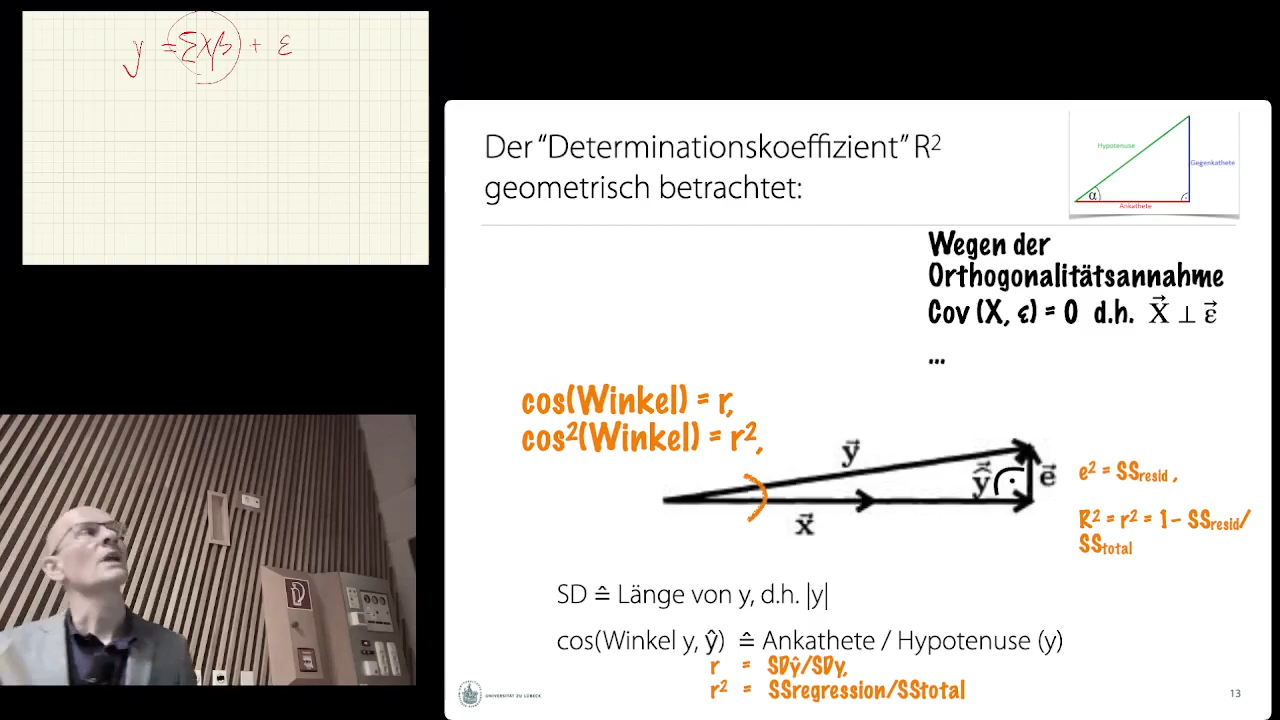 y = Σxβ + ε
Der “Determinationskoeffizient” R²
geometrisch betrachtet:
Hypotenuse
Gegenkathete
α
Ankathete
Wegen der
Orthogonalitätsannahme
Cov (X, ε) = 0 d.h. X⃗ ⊥ ε⃗
...
cos(Winkel) = r,
cos²(Winkel) = r²,
y⃗
ŷ⃗
e⃗
x⃗
e² = SSresid ,
R² = r² = 1 - SSresid/
SStotal
SD ≙ Länge von y, d.h. |y|
cos(Winkel y, ŷ) ≙ Ankathete / Hypotenuse (y)
r = SDŷ/SDy,
r² = SSregression/SStotal
UNIVERSITÄT ZU LÜBECK
13